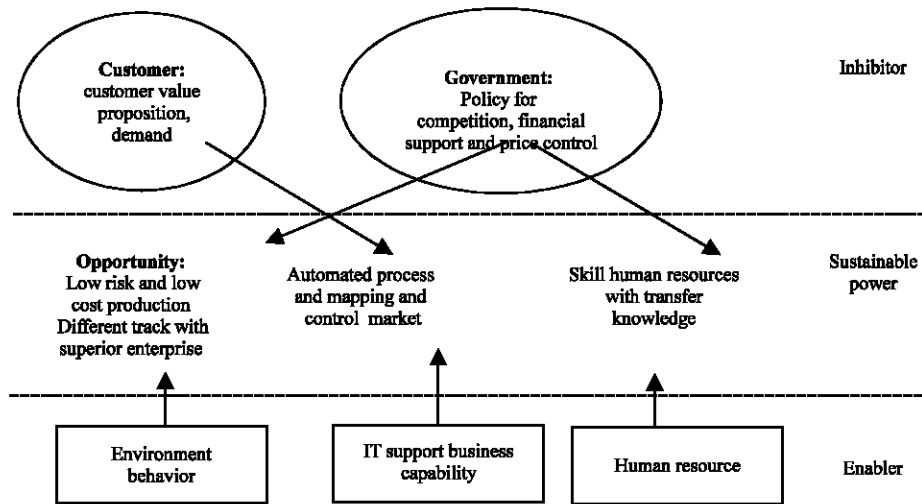 Customer:
customer value
proposition,
demand
Government:
Policy for
competition, financial
support and price control
Inhibitor
Opportunity:
Low risk and low
cost production
Different track with
superior enterprise
Automated process
and mapping and
control market
Skill human resources
with transfer
knowledge
Sustainable
power
Environment
behavior
IT support business
capability
Human resource
Enabler